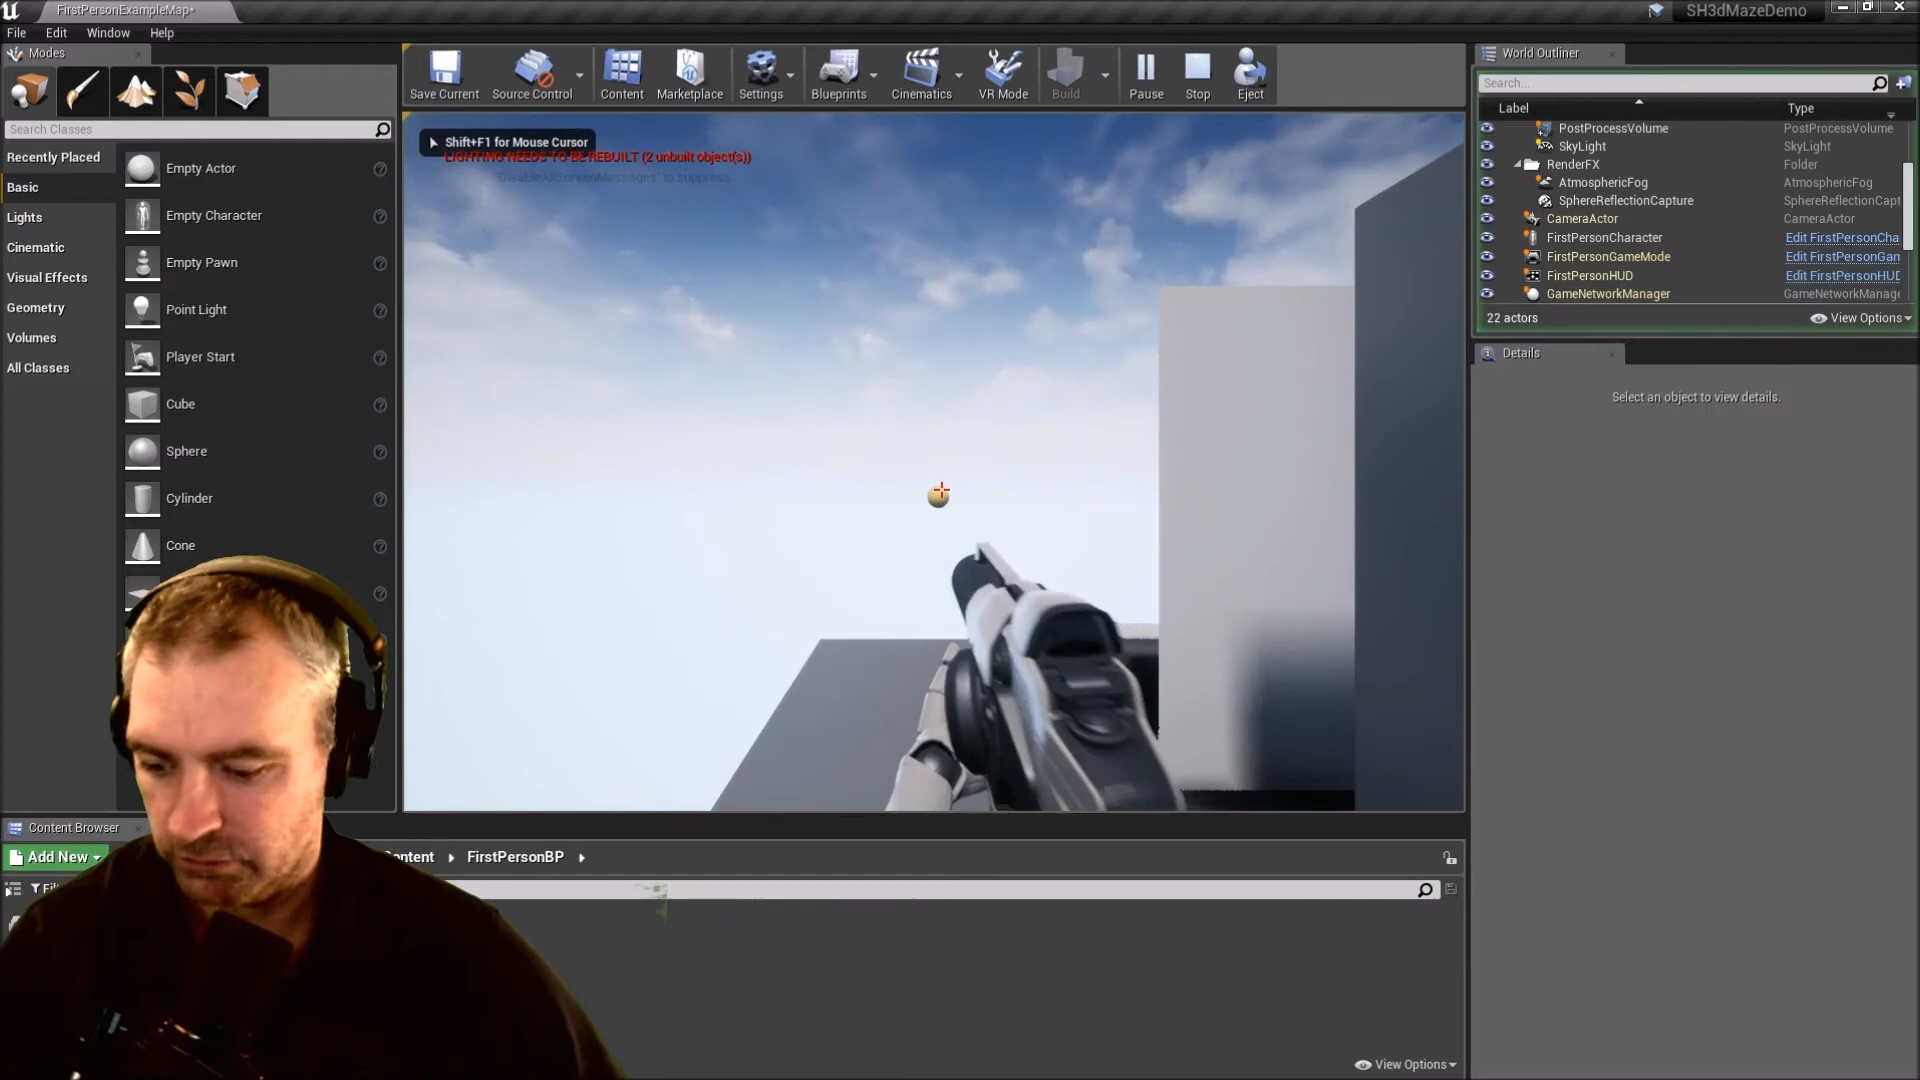 FirstPersonExampleMap*
SH3dMazeDemo
File Edit Window Help
Modes
Save Current Source Control Content Marketplace Settings Blueprints Cinematics VR Mode Build Pause Stop Eject
World Outliner
Search...
Label Type
Search Classes
Recently Placed
Basic
Lights
Cinematic
Visual Effects
Geometry
Volumes
All Classes
Empty Actor
Empty Character
Empty Pawn
Point Light
Player Start
Cube
Sphere
Cylinder
Cone
Shift+F1 for Mouse Cursor
LIGHTING NEEDS TO BE REBUILT (2 unbuilt object(s))
'DisableAllScreenMessages' to suppress
PostProcessVolume PostProcessVolume
SkyLight SkyLight
RenderFX Folder
AtmosphericFog AtmosphericFog
SphereReflectionCapture SphereReflectionCapt
CameraActor CameraActor
FirstPersonCharacter Edit FirstPersonCha
FirstPersonGameMode Edit FirstPersonGam
FirstPersonHUD Edit FirstPersonHUD
GameNetworkManager GameNetworkManage
22 actors View Options
Details
Select an object to view details.
Content Browser
Add New
ontent FirstPersonBP
Fil
View Options